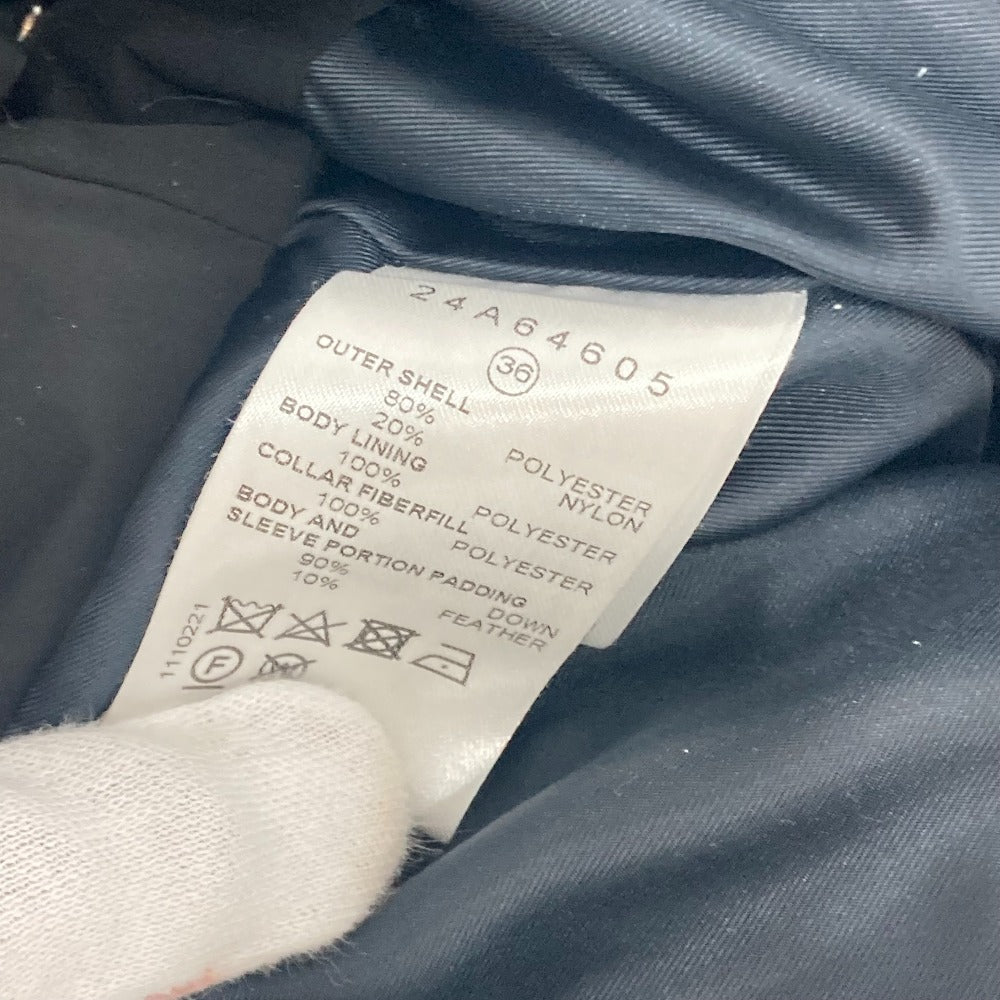 24A64605
36
OUTER SHELL
80% POLYESTER
20% NYLON
BODY LINING
100% POLYESTER
COLLAR FIBERFILL
100% POLYESTER
BODY AND
SLEEVE PORTION PADDING
90% DOWN
10% FEATHER
1110221
F